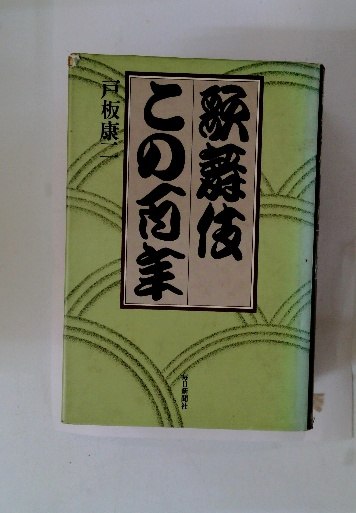 歌舞伎
この百年
戸板康二
毎日新聞社